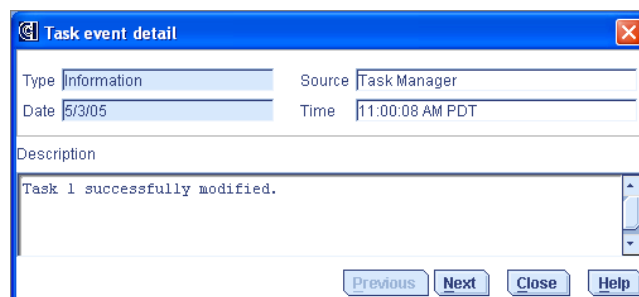 Task event detail
Type Information Source Task Manager
Date 5/3/05 Time 11:00:08 AM PDT
Description
Task 1 successfully modified.
Previous Next Close Help